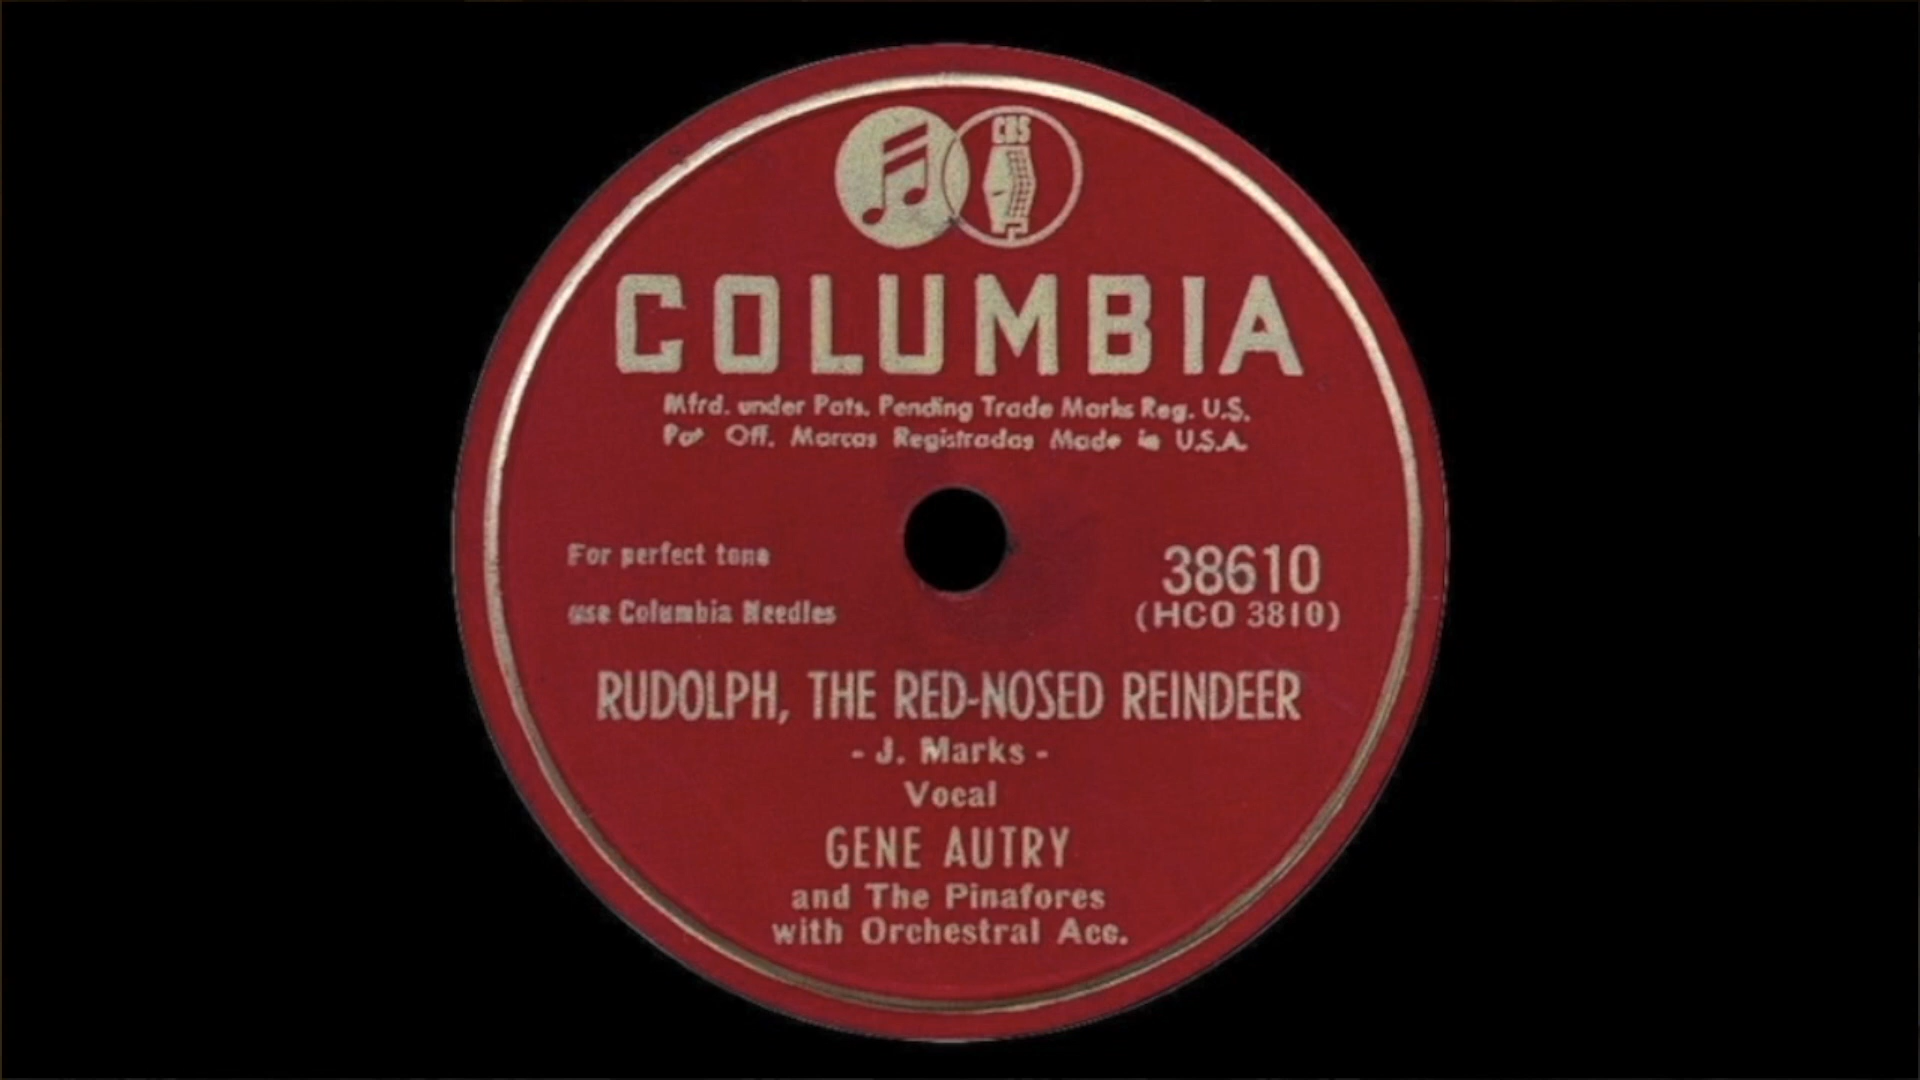 CBS
COLUMBIA
Mfrd. under Pats. Pending Trade Marks Reg. U.S.
Pat Off. Marcas Registradas Made in U.S.A.
For perfect tone
use Columbia Needles
38610
(HCO 3810)
RUDOLPH, THE RED-NOSED REINDEER
- J. Marks -
Vocal
GENE AUTRY
and The Pinafores
with Orchestral Acc.